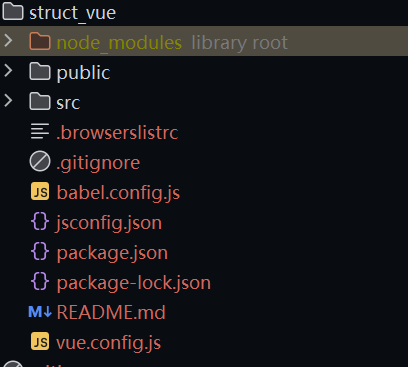 struct_vue
node_modules library root
public
src
.browserslistrc
.gitignore
JS babel.config.js
{} jsconfig.json
{} package.json
{} package-lock.json
M↓ README.md
JS vue.config.js